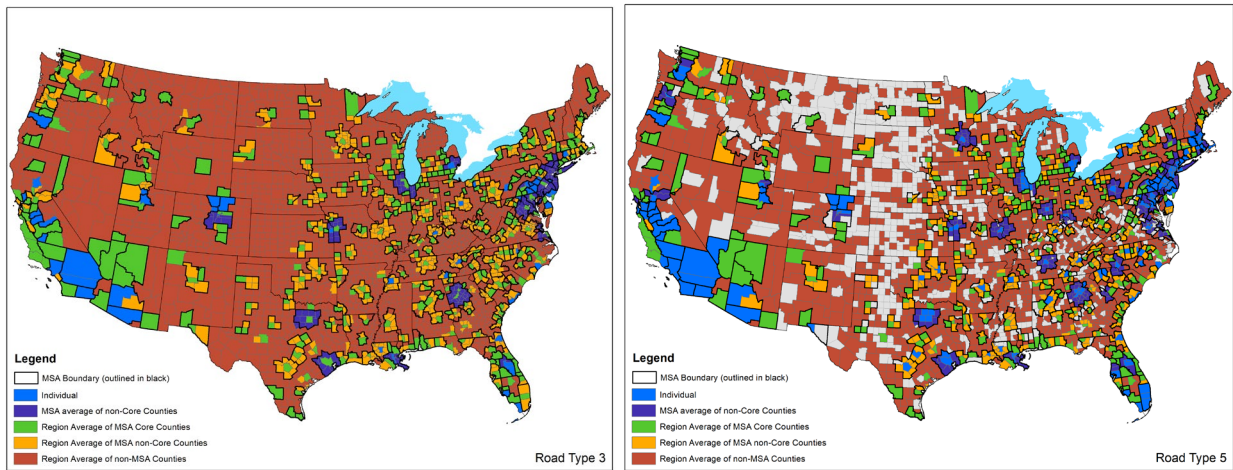 Legend
MSA Boundary (outlined in black)
Individual
MSA average of non-Core Counties
Region Average of MSA Core Counties
Region Average of MSA non-Core Counties
Region Average of non-MSA Counties
Road Type 3
Legend
MSA Boundary (outlined in black)
Individual
MSA average of non-Core Counties
Region Average of MSA Core Counties
Region Average of MSA non-Core Counties
Region Average of non-MSA Counties
Road Type 5